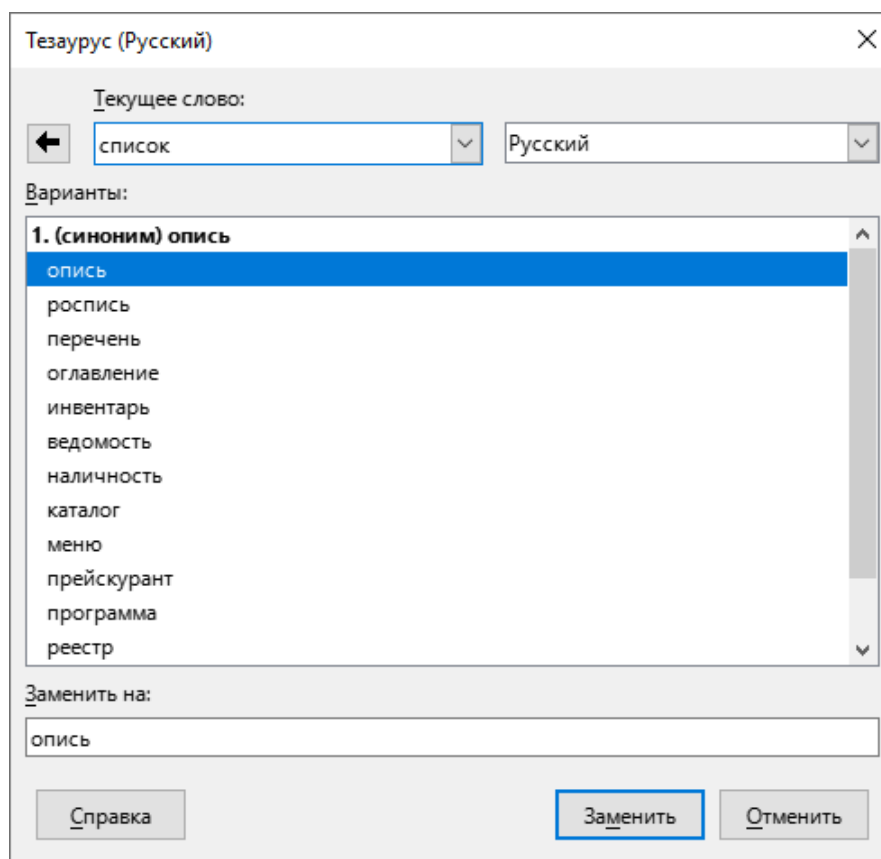 Тезаурус (Русский)
Текущее слово:
список Русский
Варианты:
1. (синоним) опись
опись
роспись
перечень
оглавление
инвентарь
ведомость
наличность
каталог
меню
прейскурант
программа
реестр
Заменить на:
опись
Справка Заменить Отменить